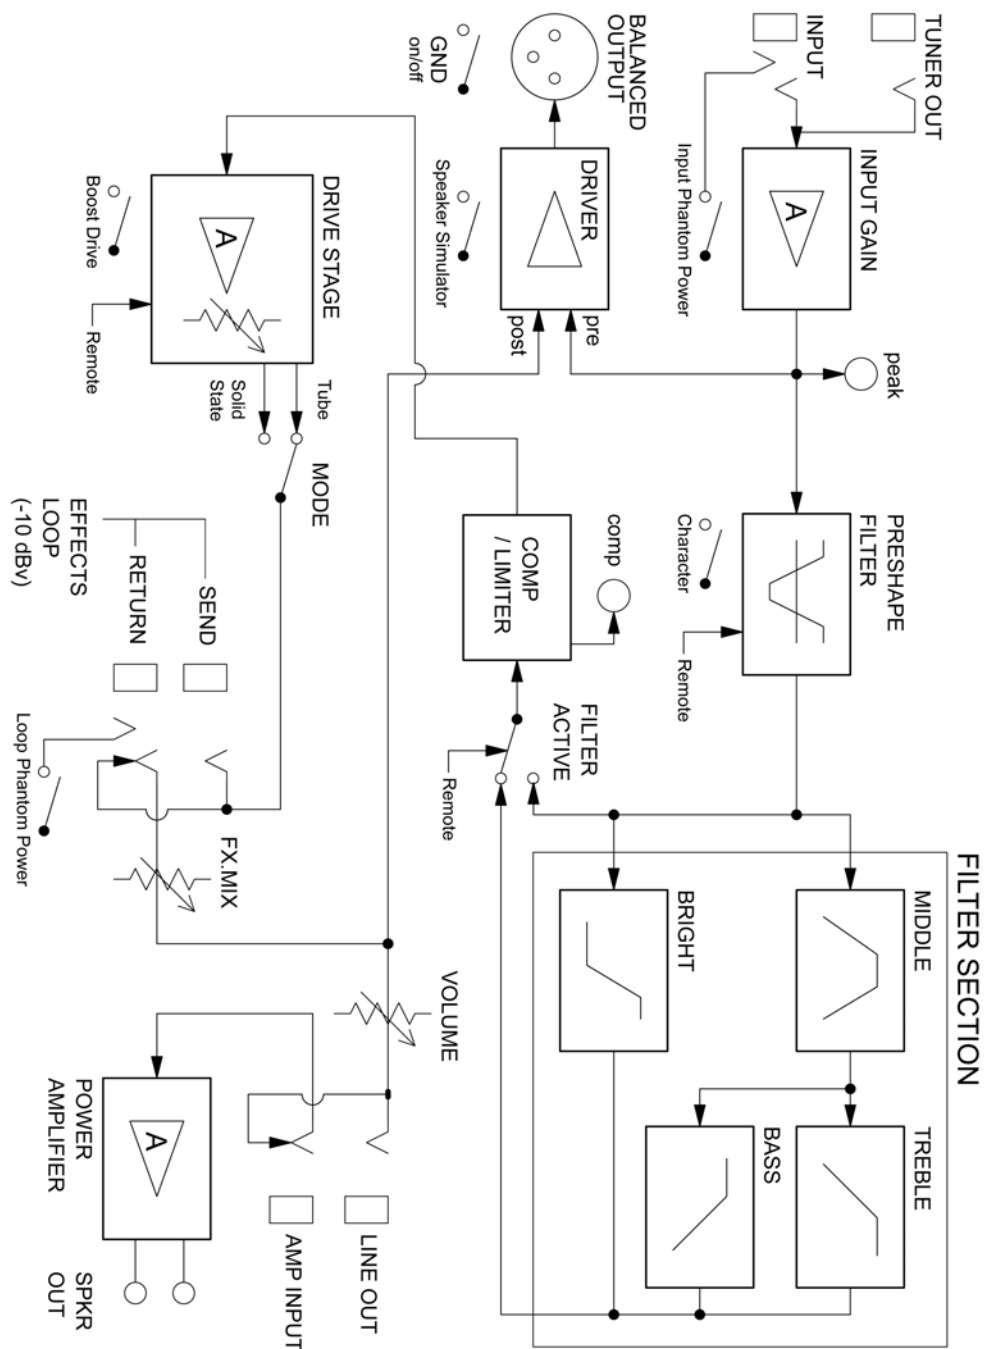 TUNER OUT
INPUT
INPUT GAIN
A
Input Phantom Power
peak
PRESHAPE
FILTER
Character
Remote
FILTER SECTION
MIDDLE
TREBLE
BASS
BRIGHT
BALANCED
OUTPUT
GND
on/off
DRIVER
Speaker Simulator
pre
post
comp
COMP
/ LIMITER
FILTER
ACTIVE
Remote
DRIVE STAGE
A
Boost Drive
Remote
Tube
Solid
State
MODE
EFFECTS
LOOP
(-10 dBv)
SEND
RETURN
Loop Phantom Power
FX.MIX
VOLUME
LINE OUT
AMP INPUT
POWER
AMPLIFIER
A
SPKR
OUT